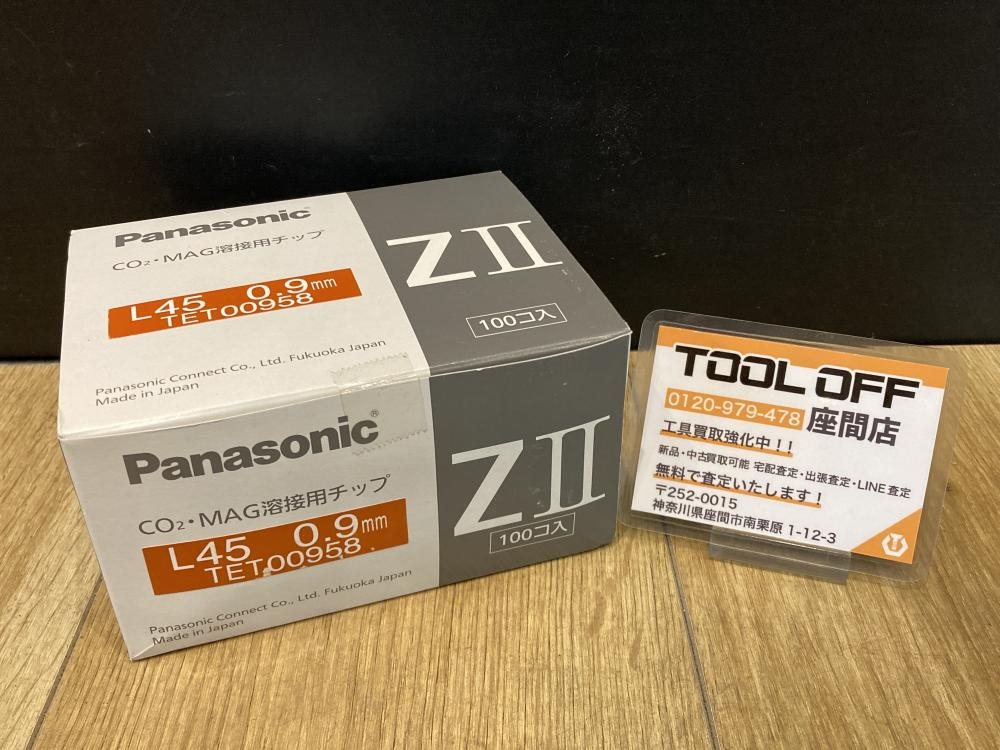 Panasonic
CO₂・MAG溶接用チップ
L45 0.9mm
TET00958
Panasonic Connect Co., Ltd. Fukuoka Japan
Made in Japan
ZII
100コ入
Panasonic®
CO₂・MAG溶接用チップ
L45 0.9mm
TET00958
Panasonic Connect Co., Ltd. Fukuoka Japan
Made in Japan
ZII
100コ入
TOOL OFF
0120-979-478 座間店
工具買取強化中!!
新品・中古買取可能 宅配査定・出張査定・LINE査定
無料で査定いたします!
〒252-0015
神奈川県座間市南栗原 1-12-3